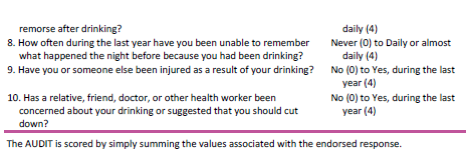 remorse after drinking? daily (4)
8. How often during the last year have you been unable to remember Never (0) to Daily or almost
what happened the night before because you had been drinking? daily (4)
9. Have you or someone else been injured as a result of your drinking? No (0) to Yes, during the last
year (4)
10. Has a relative, friend, doctor, or other health worker been No (0) to Yes, during the last
concerned about your drinking or suggested that you should cut year (4)
down?
The AUDIT is scored by simply summing the values associated with the endorsed response.